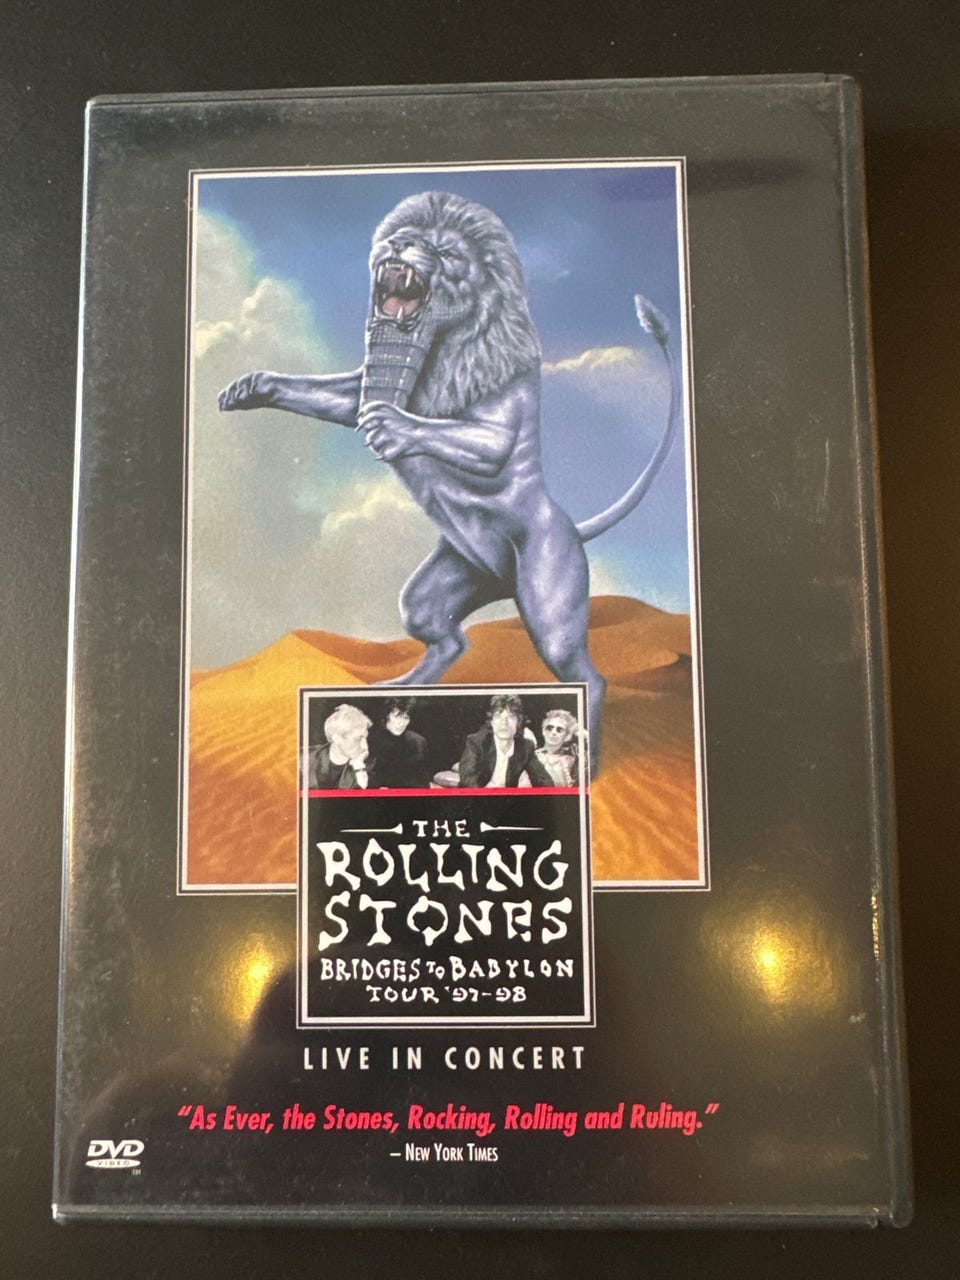 THE
ROLLING
STONES
BRIDGES TO BABYLON
TOUR '97-98
LIVE IN CONCERT
"As Ever, the Stones, Rocking, Rolling and Ruling."
– NEW YORK TIMES
DVD
VIDEO